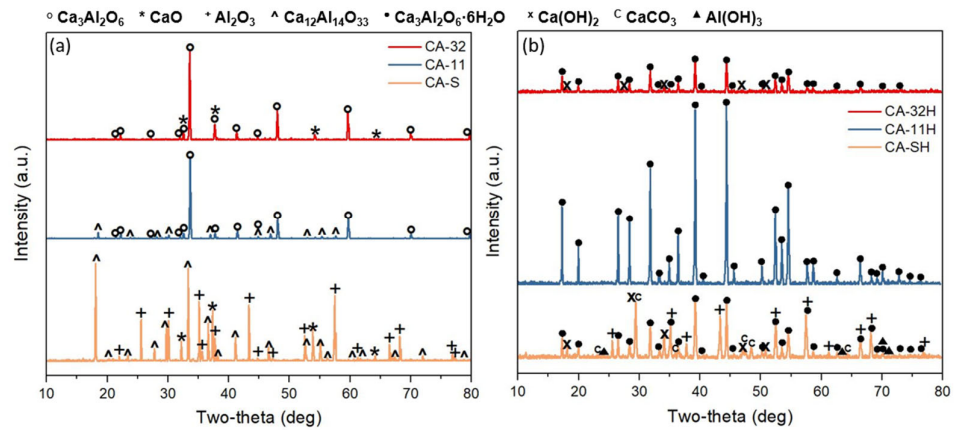 ○ Ca₃Al₂O₆ * CaO + Al₂O₃ ^ Ca₁₂Al₁₄O₃₃ • Ca₃Al₂O₆·6H₂O x Ca(OH)₂ C CaCO₃ ▲ Al(OH)₃
(a)
CA-32
CA-11
CA-S
Intensity (a.u.)
10 20 30 40 50 60 70 80
Two-theta (deg)
(b)
CA-32H
CA-11H
CA-SH
Intensity (a.u.)
10 20 30 40 50 60 70 80
Two-theta (deg)